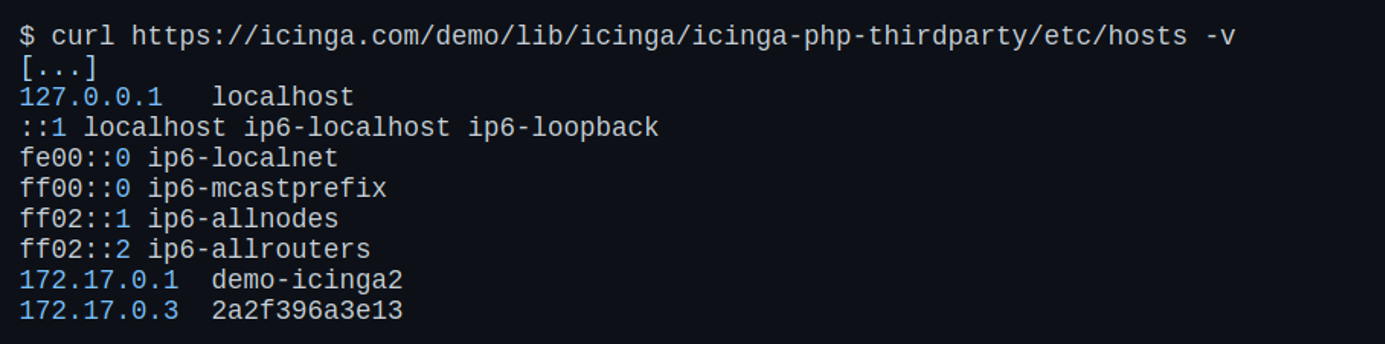 $ curl https://icinga.com/demo/lib/icinga/icinga-php-thirdparty/etc/hosts -v
[...]
127.0.0.1   localhost
::1 localhost ip6-localhost ip6-loopback
fe00::0 ip6-localnet
ff00::0 ip6-mcastprefix
ff02::1 ip6-allnodes
ff02::2 ip6-allrouters
172.17.0.1  demo-icinga2
172.17.0.3  2a2f396a3e13